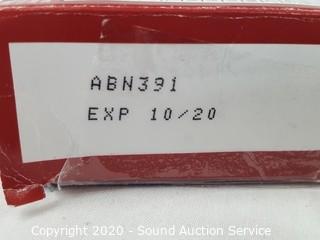 ABN391
EXP 10/20
Copyright 2020 - Sound Auction Service